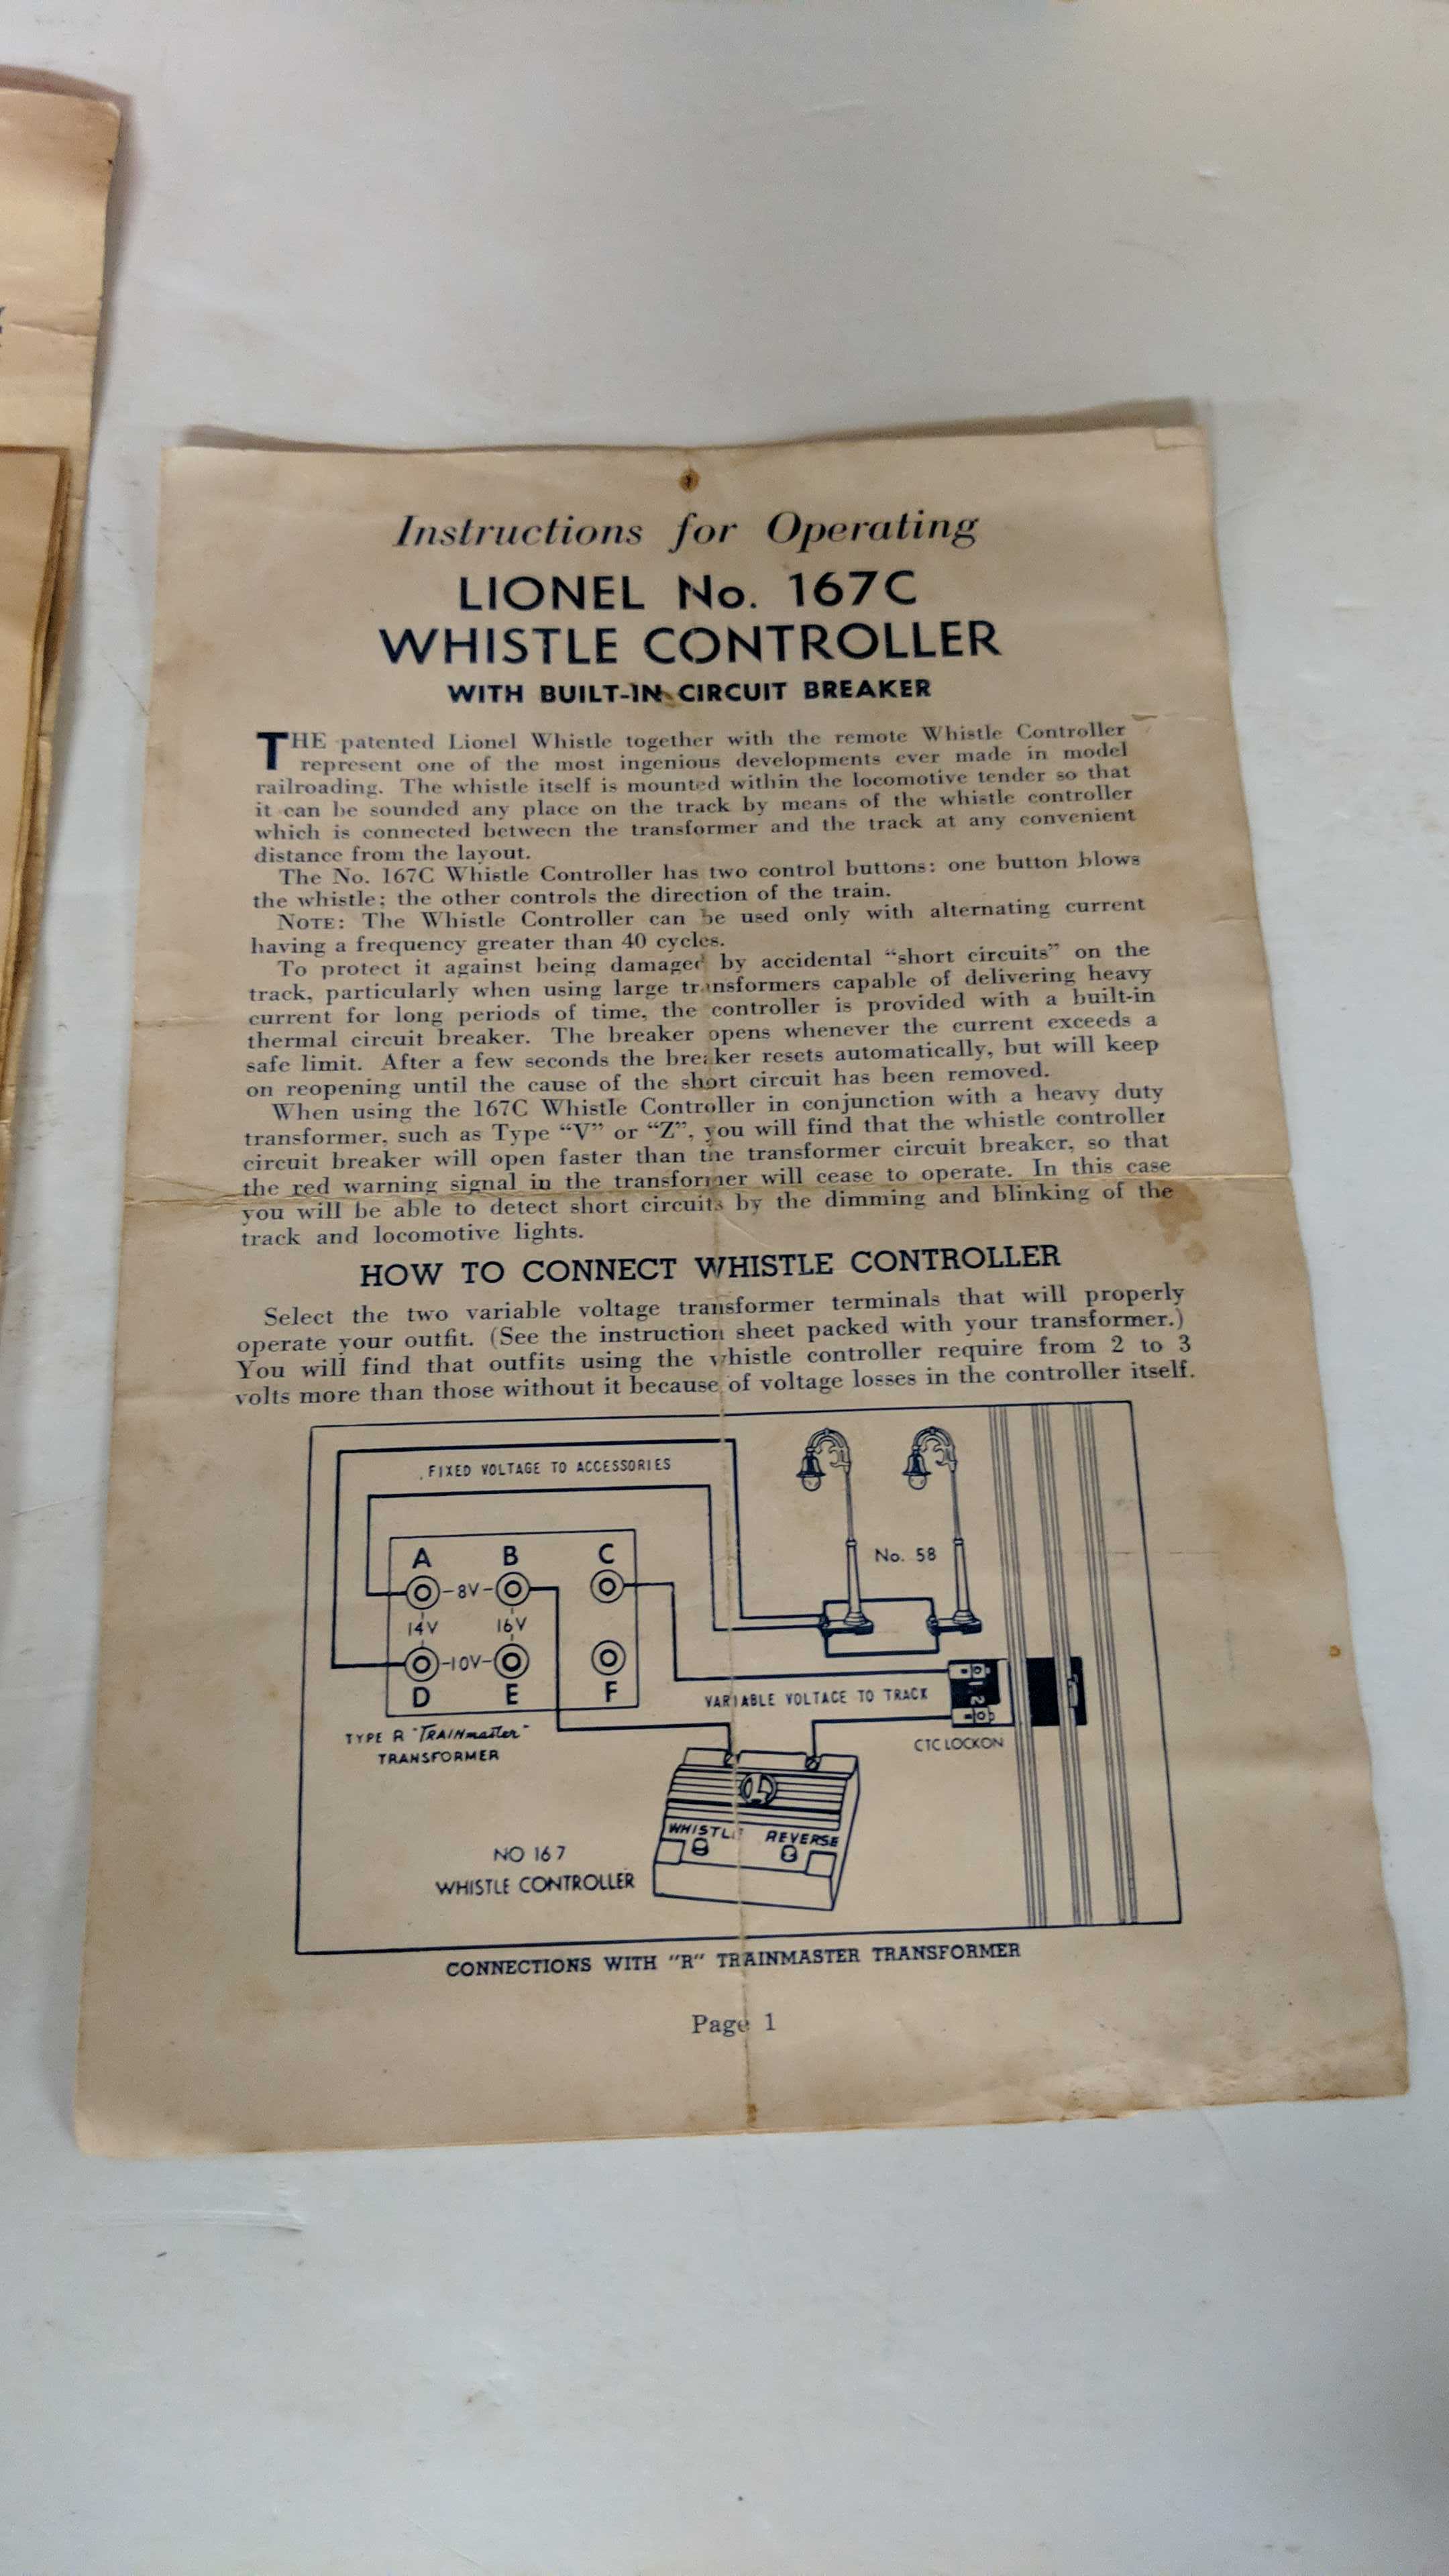 Instructions for Operating
LIONEL No. 167C
WHISTLE CONTROLLER
WITH BUILT-IN CIRCUIT BREAKER
THE patented Lionel Whistle together with the remote Whistle Controller
represent one of the most ingenious developments ever made in model
railroading. The whistle itself is mounted within the locomotive tender so that
it can be sounded any place on the track by means of the whistle controller
which is connected between the transformer and the track at any convenient
distance from the layout.
The No. 167C Whistle Controller has two control buttons: one button blows
the whistle; the other controls the direction of the train.
NOTE: The Whistle Controller can be used only with alternating current
having a frequency greater than 40 cycles.
To protect it against being damaged by accidental "short circuits" on the
track, particularly when using large transformers capable of delivering heavy
current for long periods of time, the controller is provided with a built-in
thermal circuit breaker. The breaker opens whenever the current exceeds a
safe limit. After a few seconds the breaker resets automatically, but will keep
on reopening until the cause of the short circuit has been removed.
When using the 167C Whistle Controller in conjunction with a heavy duty
transformer, such as Type "V" or "Z", you will find that the whistle controller
circuit breaker will open faster than the transformer circuit breaker, so that
the red warning signal in the transformer will cease to operate. In this case
you will be able to detect short circuits by the dimming and blinking of the
track and locomotive lights.
HOW TO CONNECT WHISTLE CONTROLLER
Select the two variable voltage transformer terminals that will properly
operate your outfit. (See the instruction sheet packed with your transformer.)
You will find that outfits using the whistle controller require from 2 to 3
volts more than those without it because of voltage losses in the controller itself.
FIXED VOLTAGE TO ACCESSORIES
A B C
-8V-
No. 58
14V 16V
-10V-
D E F
VARIABLE VOLTAGE TO TRACK
1 2
TYPE R "TRAINmaster"
TRANSFORMER
CTC LOCKON
L
WHISTLE REVERSE
NO 167
WHISTLE CONTROLLER
CONNECTIONS WITH "R" TRAINMASTER TRANSFORMER
Page 1